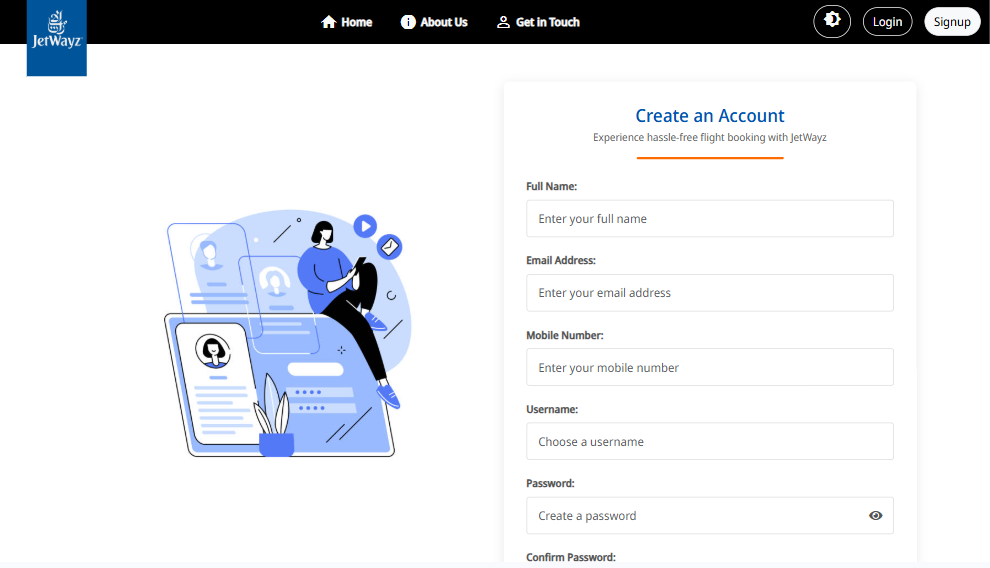 JetWayz
Home
About Us
Get in Touch
Login
Signup
Create an Account
Experience hassle-free flight booking with JetWayz
Full Name:
Enter your full name
Email Address:
Enter your email address
Mobile Number:
Enter your mobile number
Username:
Choose a username
Password:
Create a password
Confirm Password: